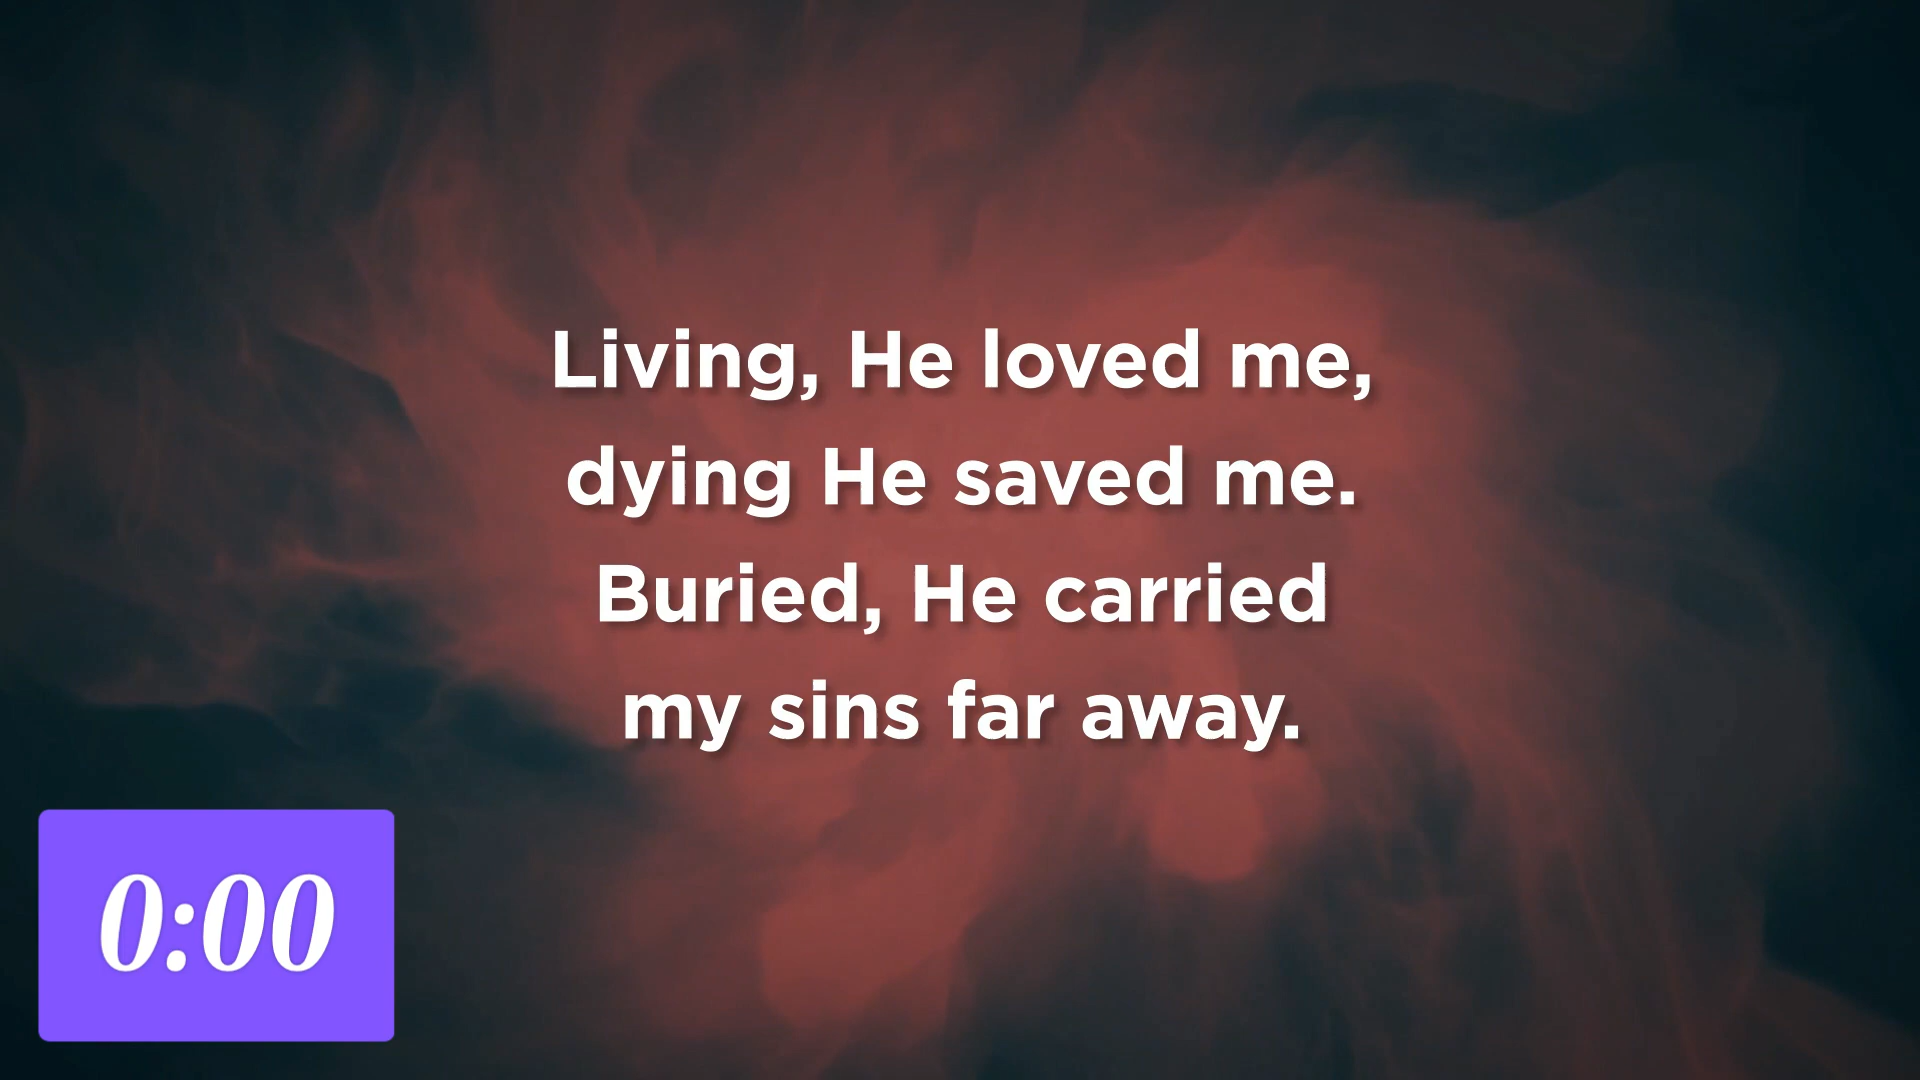 Living, He loved me,
dying He saved me.
Buried, He carried
my sins far away.
0:00